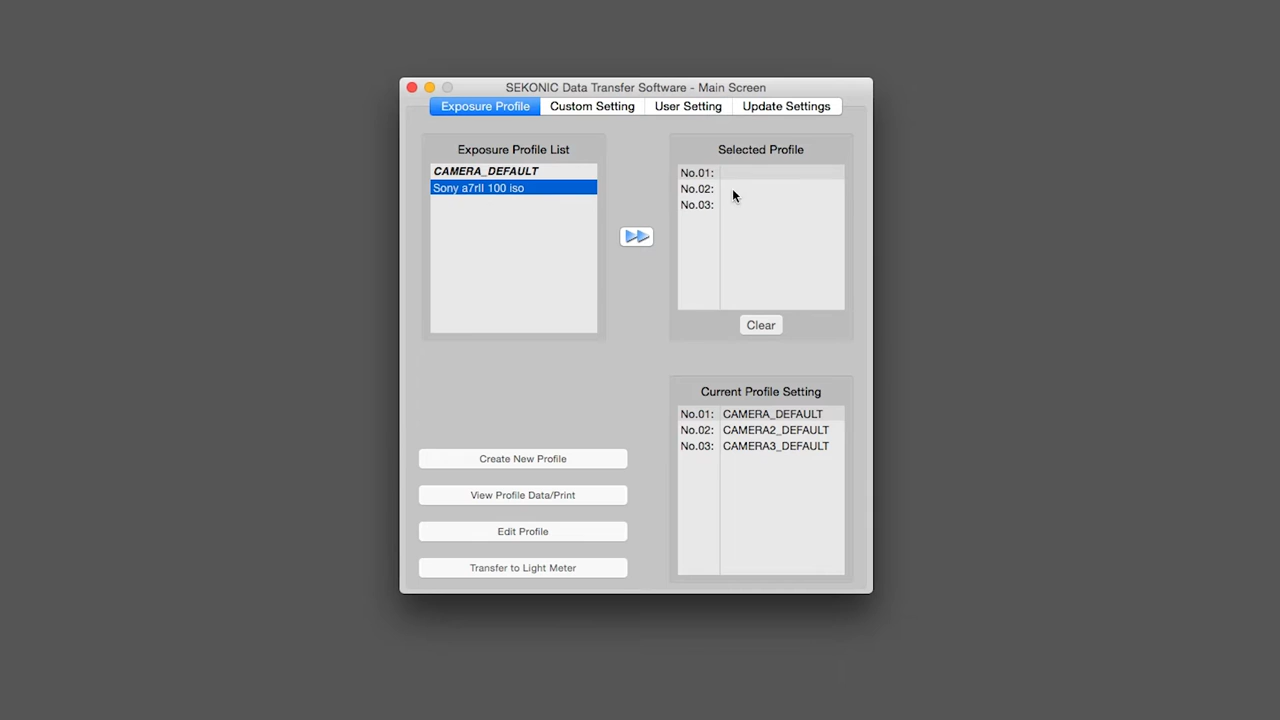 SEKONIC Data Transfer Software - Main Screen
Exposure Profile
Custom Setting
User Setting
Update Settings
Exposure Profile List
CAMERA_DEFAULT
Sony a7rII 100 iso
Selected Profile
No.01:
No.02:
No.03:
Clear
Current Profile Setting
No.01: CAMERA_DEFAULT
No.02: CAMERA2_DEFAULT
No.03: CAMERA3_DEFAULT
Create New Profile
View Profile Data/Print
Edit Profile
Transfer to Light Meter